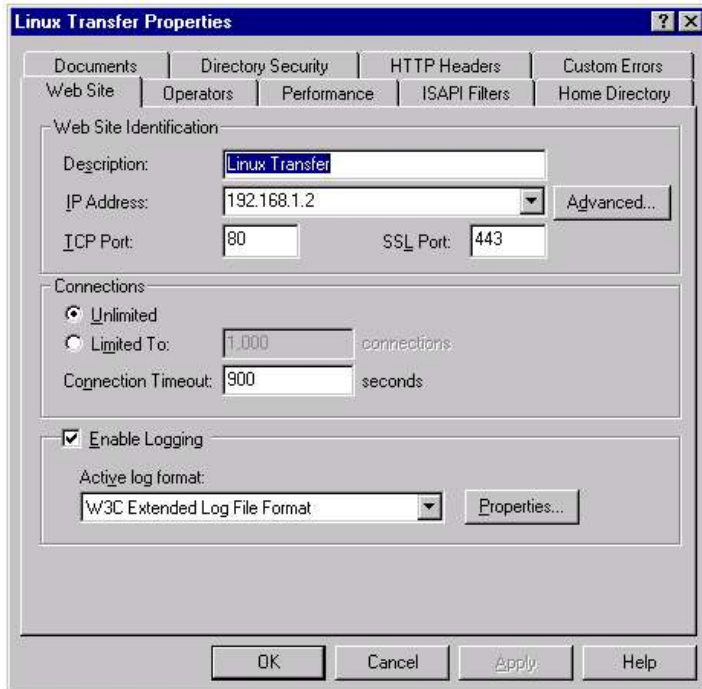 Linux Transfer Properties
Documents Directory Security HTTP Headers Custom Errors
Web Site Operators Performance ISAPI Filters Home Directory
Web Site Identification
Description: Linux Transfer
IP Address: 192.168.1.2 Advanced...
TCP Port: 80 SSL Port: 443
Connections
Unlimited
Limited To: 1,000 connections
Connection Timeout: 900 seconds
Enable Logging
Active log format:
W3C Extended Log File Format Properties...
OK Cancel Apply Help